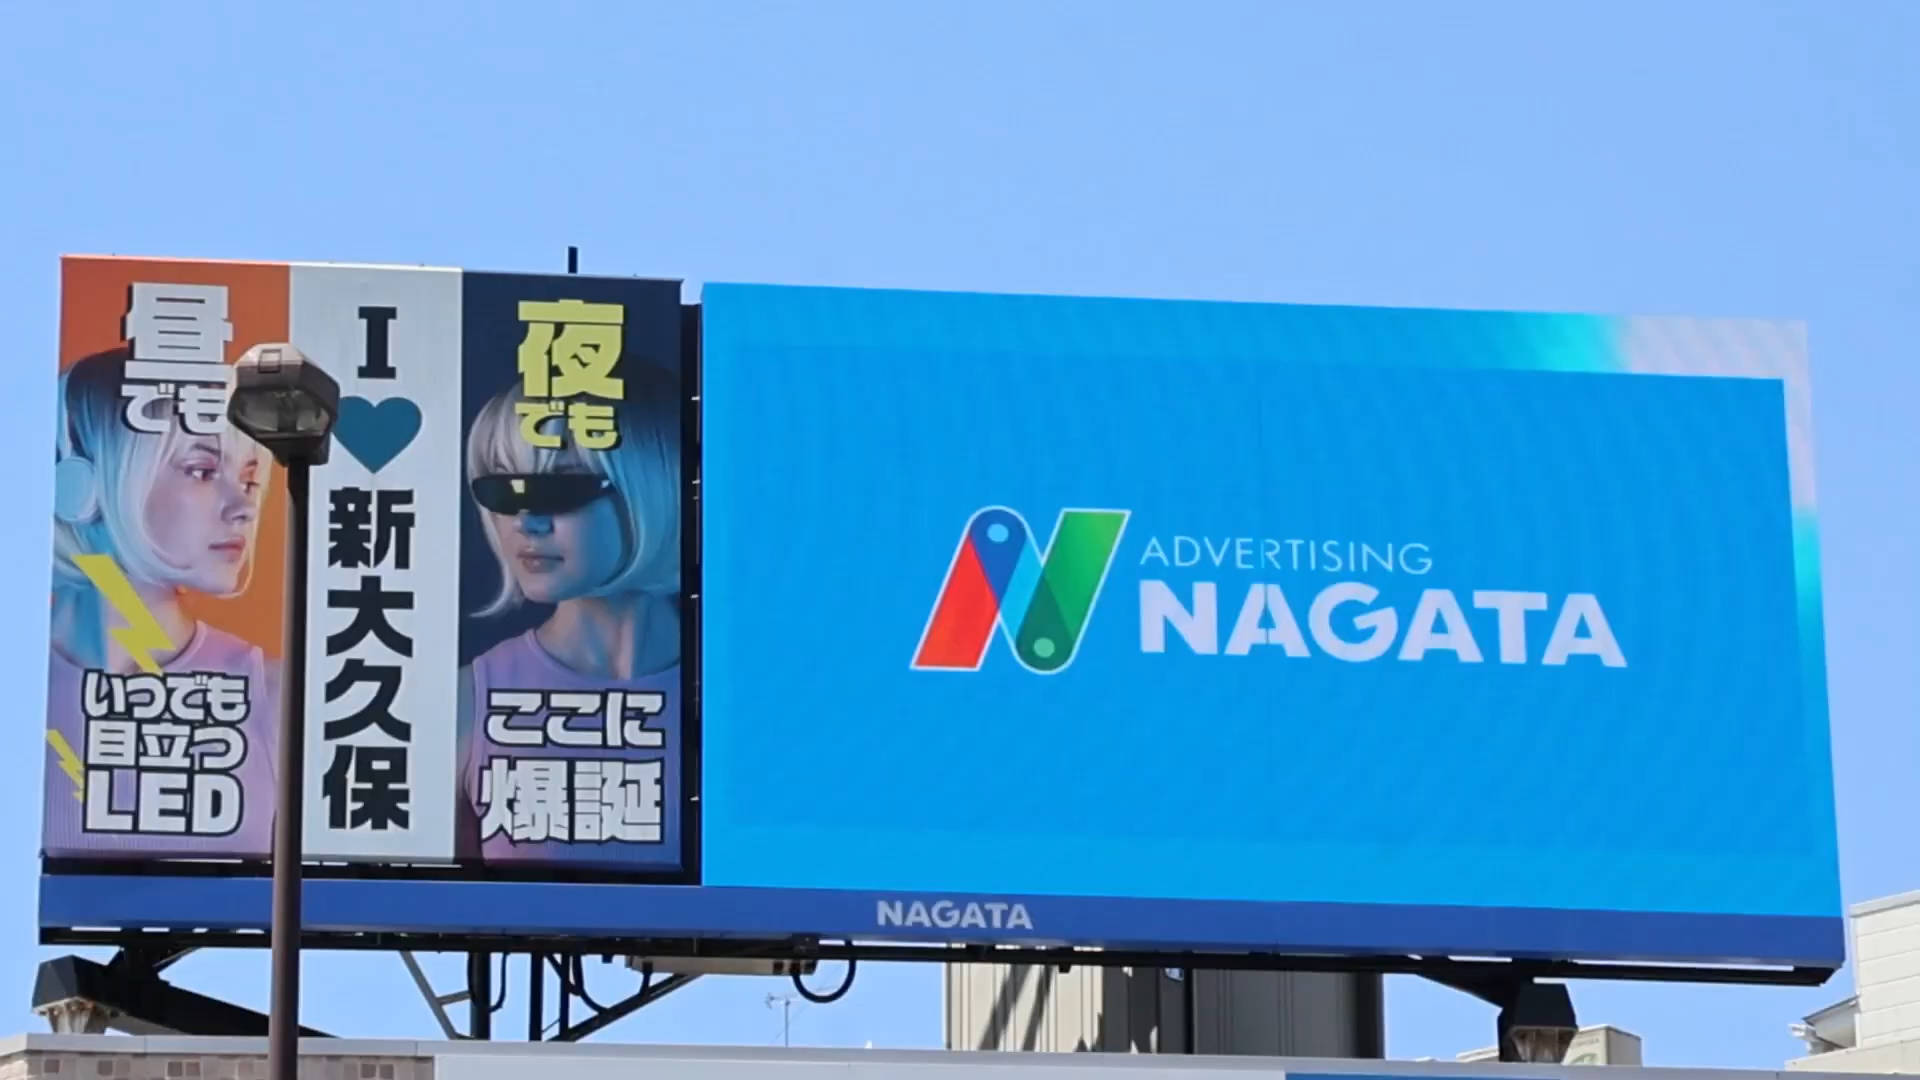 昼
でも
いつでも
目立つ
LED
I
新大久保
夜
でも
ここに
爆誕
ADVERTISING
NAGATA
NAGATA